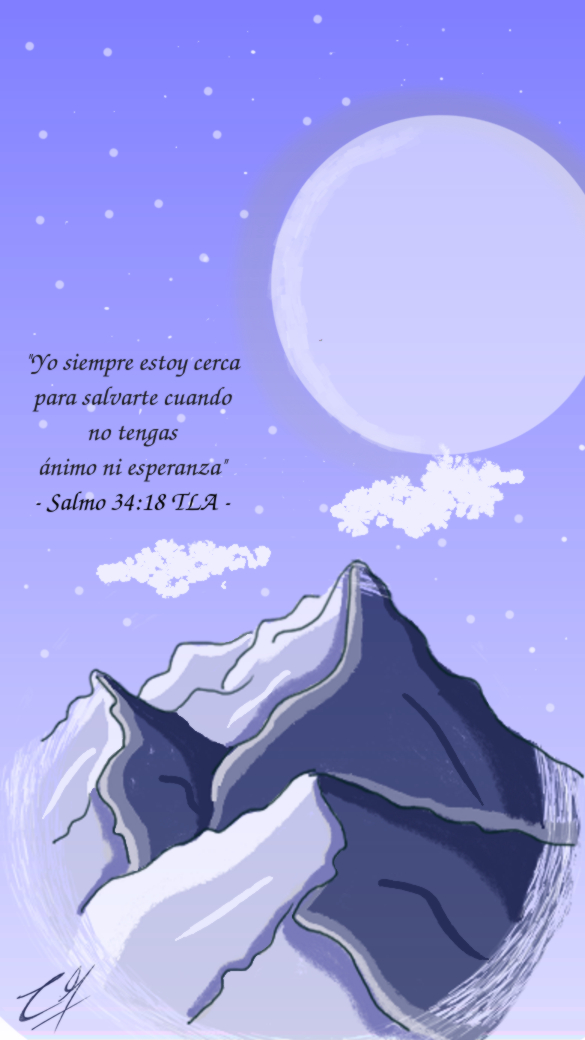 "Yo siempre estoy cerca
para salvarte cuando
no tengas
ánimo ni esperanza"
- Salmo 34:18 TLA -